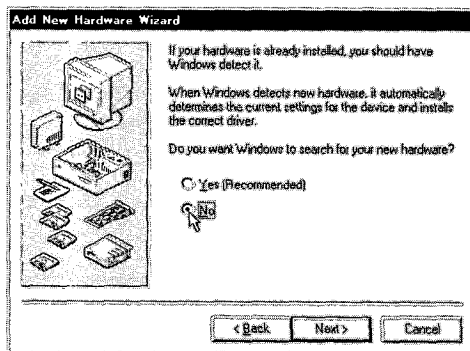 Add New Hardware Wizard
If your hardware is already installed, you should have
Windows detect it.
When Windows detects new hardware, it automatically
determines the current settings for the device and installs
the correct driver.
Do you want Windows to search for your new hardware?
Yes (Recommended)
No
< Back
Next >
Cancel